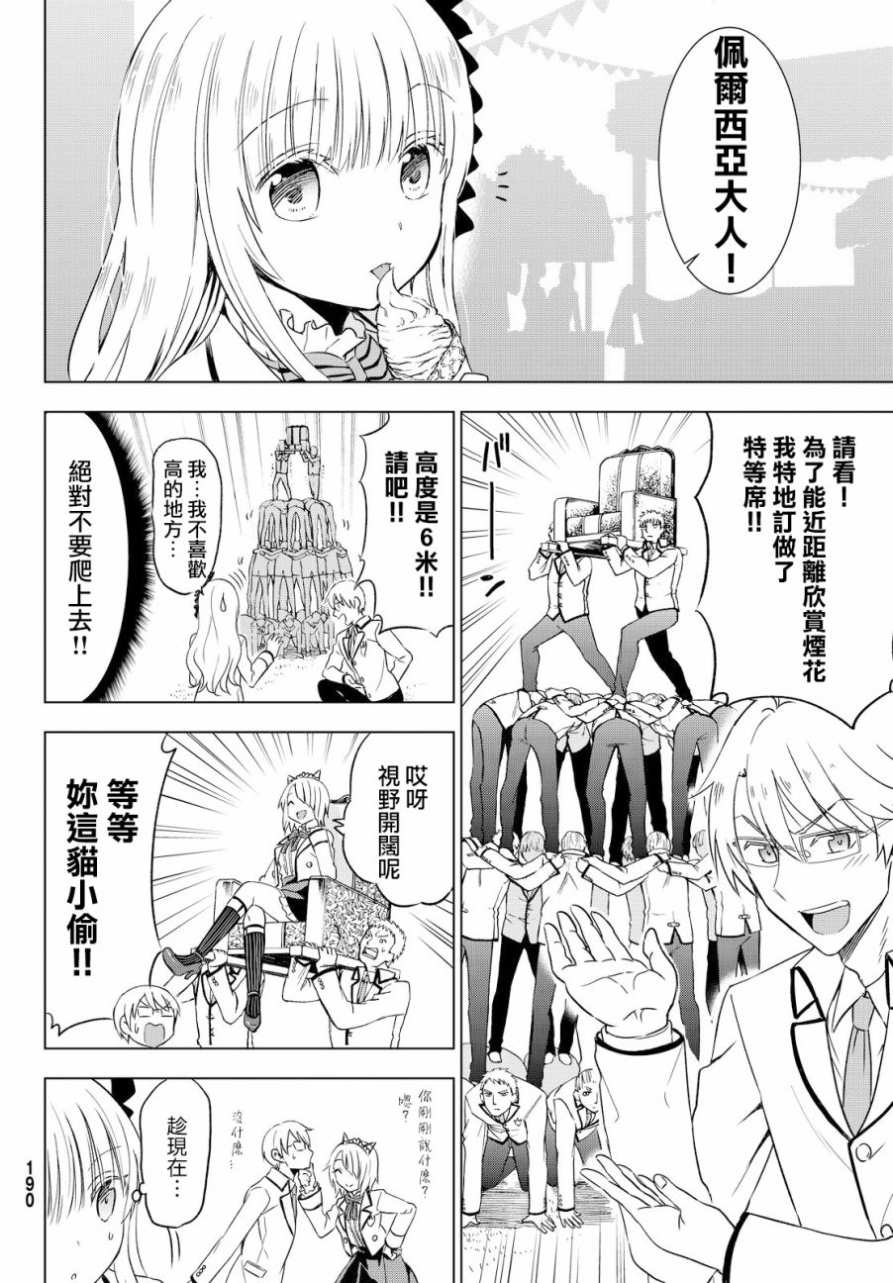 佩爾西亞大人！
請看！
為了能近距離欣賞煙花
我特地訂做了
特等席!!
高度是6米!!
請吧!!
我…我不喜歡
高的地方…
絕對不要爬上去!!
哎呀
視野開闊呢
等等
妳這貓小偷!!
你剛剛說什麼?
嗯?
沒什麼
趁現在…
190